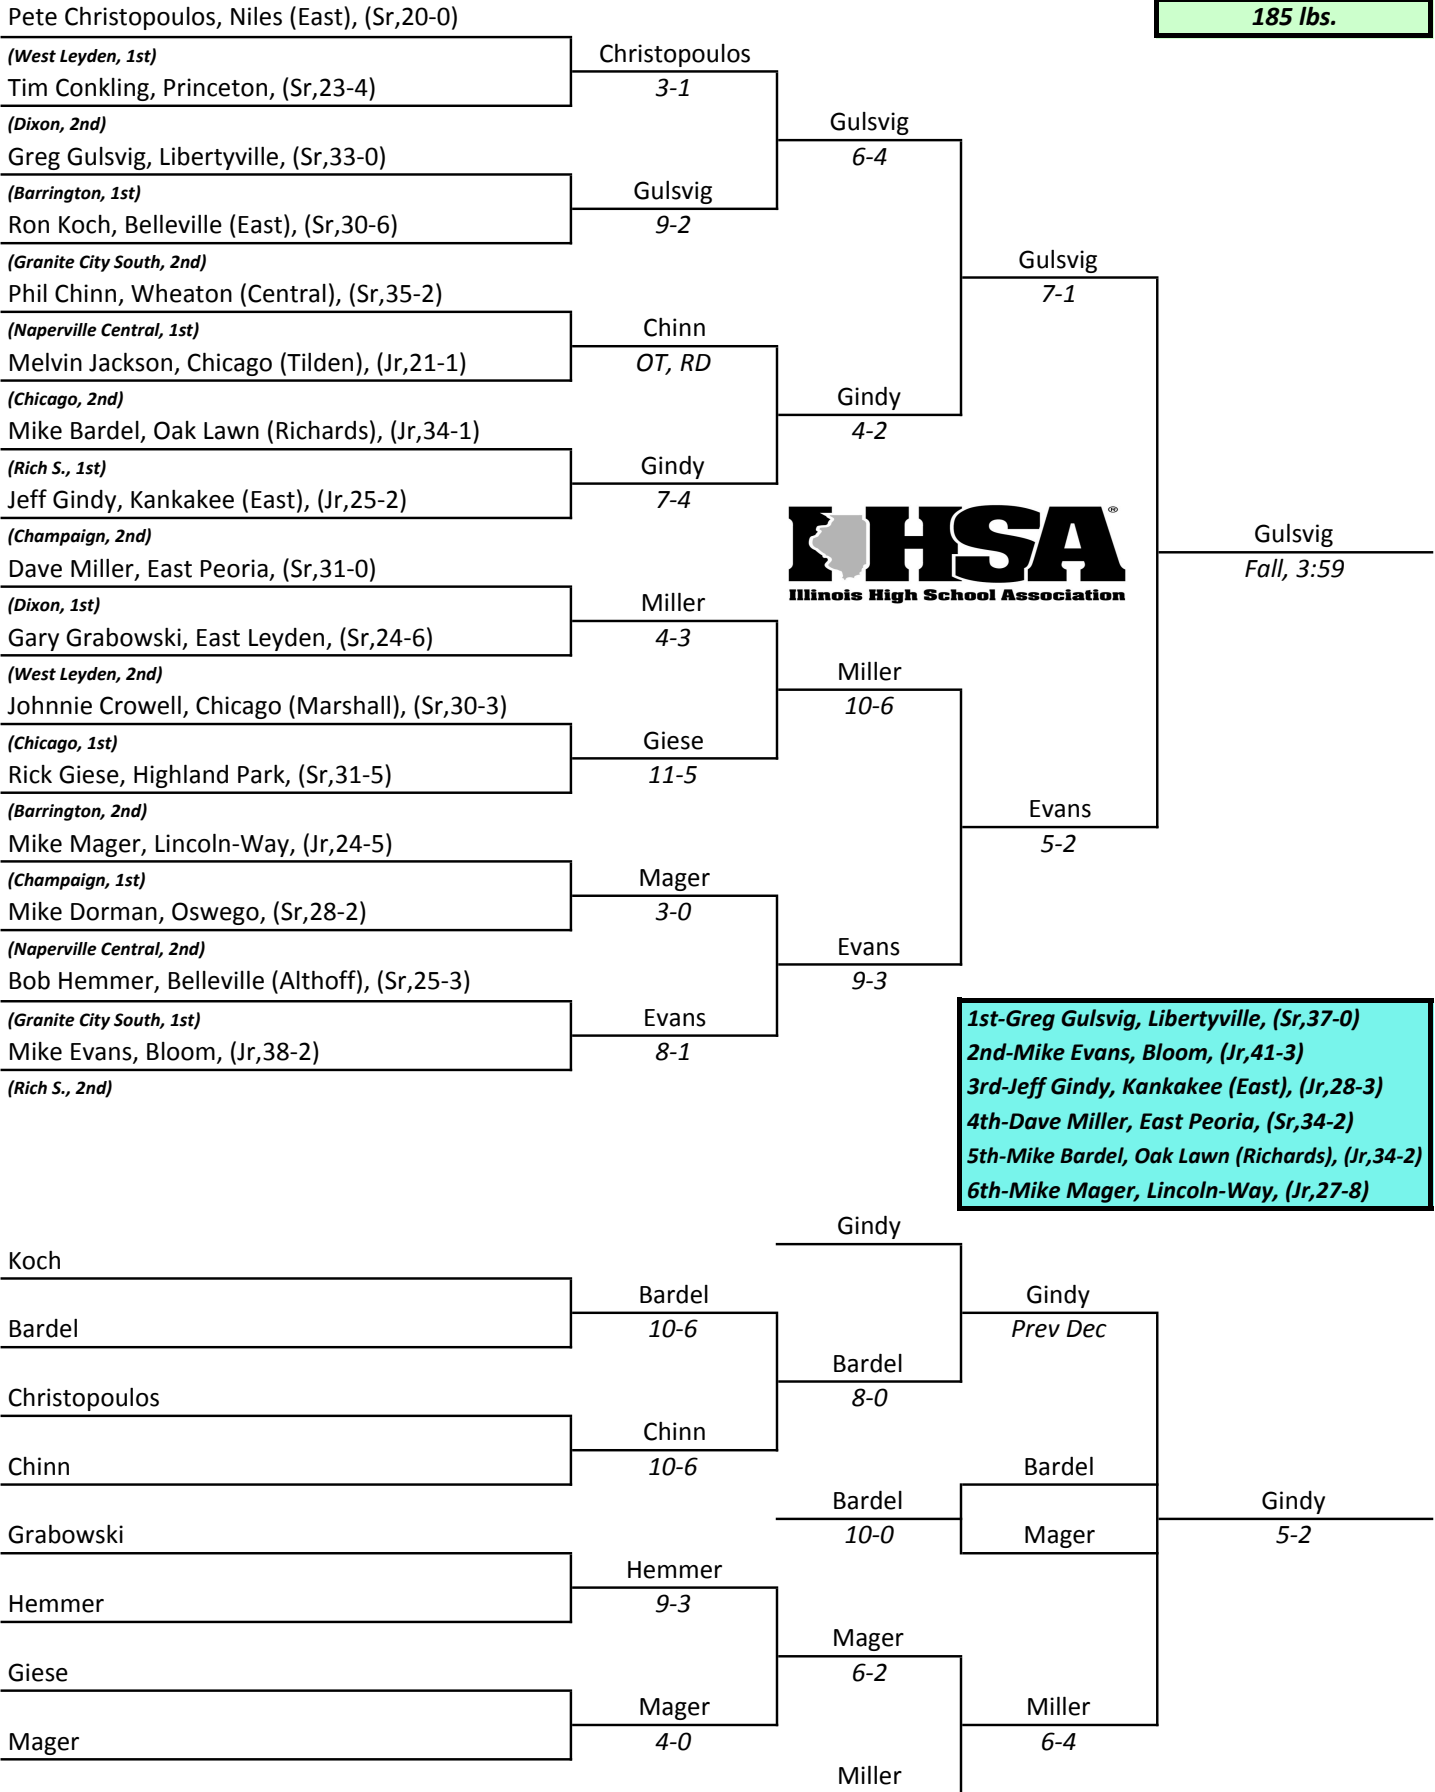 Pete Christopoulos, Niles (East), (Sr,20-0)
185 lbs.
(West Leyden, 1st)
Christopoulos
Tim Conkling, Princeton, (Sr,23-4)
3-1
(Dixon, 2nd)
Gulsvig
Greg Gulsvig, Libertyville, (Sr,33-0)
6-4
(Barrington, 1st)
Gulsvig
Ron Koch, Belleville (East), (Sr,30-6)
9-2
(Granite City South, 2nd)
Gulsvig
Phil Chinn, Wheaton (Central), (Sr,35-2)
7-1
(Naperville Central, 1st)
Chinn
Melvin Jackson, Chicago (Tilden), (Jr,21-1)
OT, RD
(Chicago, 2nd)
Gindy
Mike Bardel, Oak Lawn (Richards), (Jr,34-1)
4-2
(Rich S., 1st)
Gindy
Jeff Gindy, Kankakee (East), (Jr,25-2)
7-4
IHSA®
(Champaign, 2nd)
Gulsvig
Dave Miller, East Peoria, (Sr,31-0)
Fall, 3:59
Illinois High School Association
(Dixon, 1st)
Miller
Gary Grabowski, East Leyden, (Sr,24-6)
4-3
(West Leyden, 2nd)
Miller
Johnnie Crowell, Chicago (Marshall), (Sr,30-3)
10-6
(Chicago, 1st)
Giese
Rick Giese, Highland Park, (Sr,31-5)
11-5
(Barrington, 2nd)
Evans
Mike Mager, Lincoln-Way, (Jr,24-5)
5-2
(Champaign, 1st)
Mager
Mike Dorman, Oswego, (Sr,28-2)
3-0
(Naperville Central, 2nd)
Evans
Bob Hemmer, Belleville (Althoff), (Sr,25-3)
9-3
(Granite City South, 1st)
Evans
Mike Evans, Bloom, (Jr,38-2)
8-1
(Rich S., 2nd)
1st-Greg Gulsvig, Libertyville, (Sr,37-0)
2nd-Mike Evans, Bloom, (Jr,41-3)
3rd-Jeff Gindy, Kankakee (East), (Jr,28-3)
4th-Dave Miller, East Peoria, (Sr,34-2)
5th-Mike Bardel, Oak Lawn (Richards), (Jr,34-2)
6th-Mike Mager, Lincoln-Way, (Jr,27-8)
Gindy
Koch
Bardel
Gindy
Bardel
10-6
Prev Dec
Bardel
Christopoulos
8-0
Chinn
Chinn
10-6
Bardel
Bardel
Gindy
Grabowski
10-0
Mager
5-2
Hemmer
Hemmer
9-3
Mager
Giese
6-2
Mager
Miller
Mager
4-0
6-4
Miller